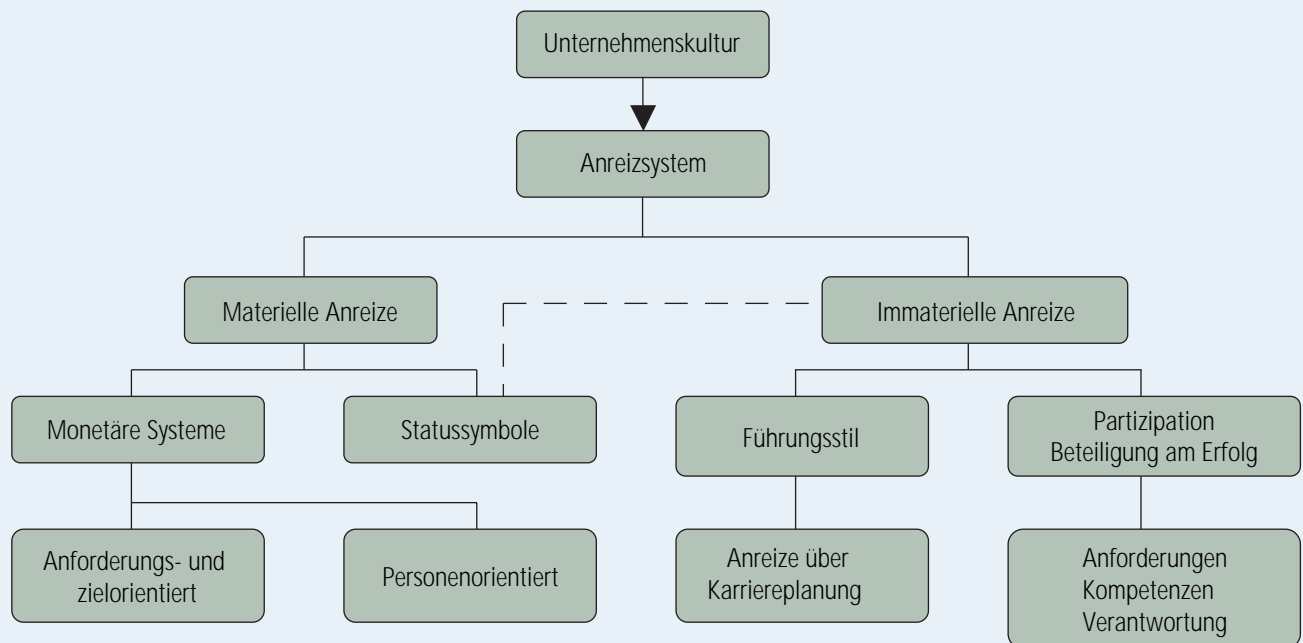 Unternehmenskultur
Anreizsystem
Materielle Anreize
Immaterielle Anreize
Monetäre Systeme
Statussymbole
Führungsstil
Partizipation
Beteiligung am Erfolg
Anforderungs- und
zielorientiert
Personenorientiert
Anreize über
Karriereplanung
Anforderungen
Kompetenzen
Verantwortung